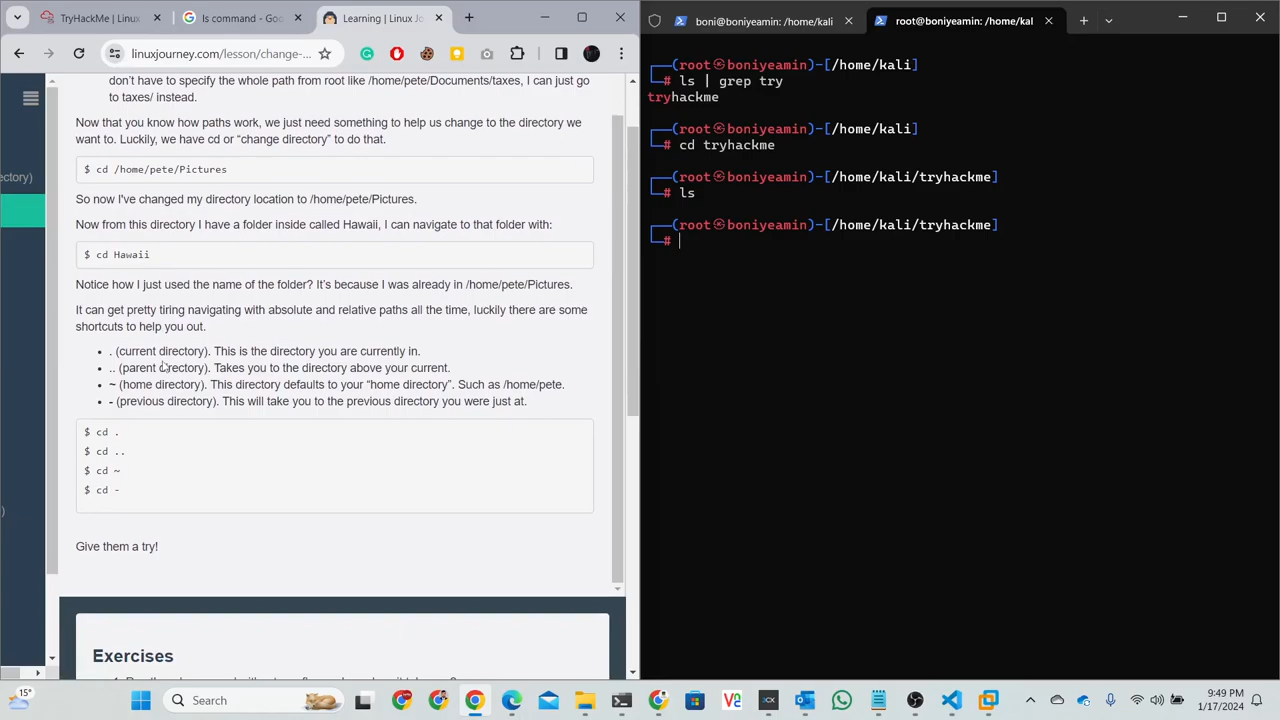 TryHackMe | Linux F
ls command - Goo
Learning | Linux Jo
linuxjourney.com/lesson/change-...
don't have to specify the whole path from root like /home/pete/Documents/taxes, I can just go
to taxes/ instead.
Now that you know how paths work, we just need something to help us change to the directory we
want to. Luckily, we have cd or “change directory” to do that.
$ cd /home/pete/Pictures
ctory)
So now I've changed my directory location to /home/pete/Pictures.
Now from this directory I have a folder inside called Hawaii, I can navigate to that folder with:
$ cd Hawaii
Notice how I just used the name of the folder? It’s because I was already in /home/pete/Pictures.
It can get pretty tiring navigating with absolute and relative paths all the time, luckily there are some
shortcuts to help you out.
• . (current directory). This is the directory you are currently in.
• .. (parent directory). Takes you to the directory above your current.
• ~ (home directory). This directory defaults to your “home directory”. Such as /home/pete.
• - (previous directory). This will take you to the previous directory you were just at.
$ cd .
$ cd ..
$ cd ~
$ cd -
)
Give them a try!
Exercises
boni@boniyeamin: /home/kali
root@boniyeamin: /home/kal
┌──(root㉿boniyeamin)-[/home/kali]
└─# ls | grep try
tryhackme
┌──(root㉿boniyeamin)-[/home/kali]
└─# cd tryhackme
┌──(root㉿boniyeamin)-[/home/kali/tryhackme]
└─# ls
┌──(root㉿boniyeamin)-[/home/kali/tryhackme]
└─#
15°
Search
9:49 PM
1/17/2024